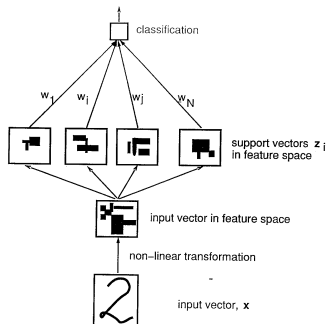 classification
w1 wi wj wN
support vectors zi
in feature space
input vector in feature space
non-linear transformation
input vector, x
2